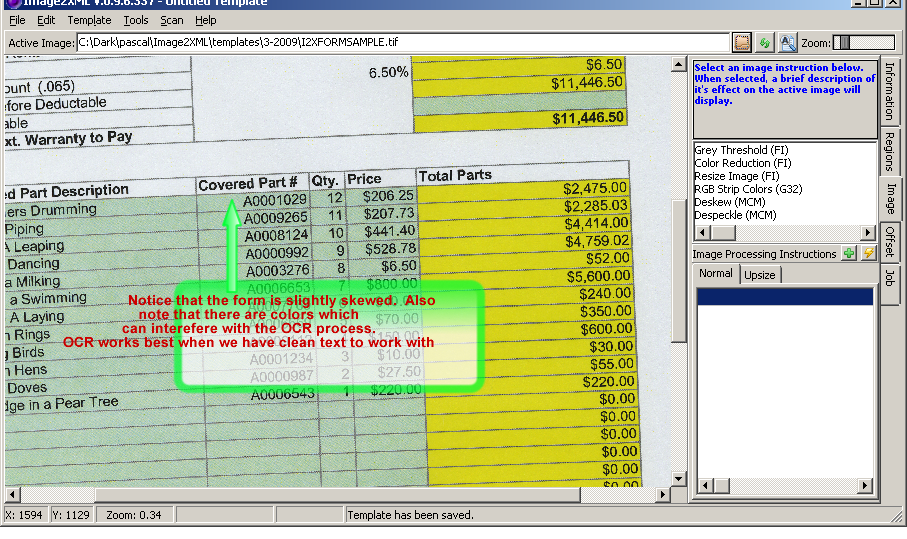 Image2XML V.0.9.6.337 - Untitled Template
File Edit Template Tools Scan Help
Active Image: C:\Dark\pascal\Image2XML\templates\3-2009\I2XFORMSAMPLE.tif Zoom:
6.50% $6.50
ount (.065) $11,446.50
efore Deductable
able $11,446.50
xt. Warranty to Pay
ed Part Description Covered Part # Qty. Price Total Parts
ers Drumming A0001029 12 $206.25 $2,475.00
Piping A0009265 11 $207.73 $2,285.03
A Leaping A0008124 10 $441.40 $4,414.00
Dancing A0000992 9 $528.78 $4,759.02
a Milking A0003276 8 $6.50 $52.00
a Swimming A0006653 7 $800.00 $5,600.00
A Laying $240.00
n Rings $70.00 $350.00
g Birds $150.00 $600.00
n Hens A0001234 3 $10.00 $30.00
Doves A0000987 2 $27.50 $55.00
dge in a Pear Tree A0006543 1 $220.00 $220.00
$0.00
$0.00
$0.00
$0.00
$0.00
$0.00
Notice that the form is slightly skewed. Also
note that there are colors which
can interefere with the OCR process.
OCR works best when we have clean text to work with
Select an image instruction below.
When selected, a brief description of
it's effect on the active image will
display.
Grey Threshold (FI)
Color Reduction (FI)
Resize Image (FI)
RGB Strip Colors (G32)
Deskew (MCM)
Despeckle (MCM)
Image Processing Instructions
Normal Upsize
Information
Regions
Image
Offset
Job
X: 1594 Y: 1129 Zoom: 0.34 Template has been saved.